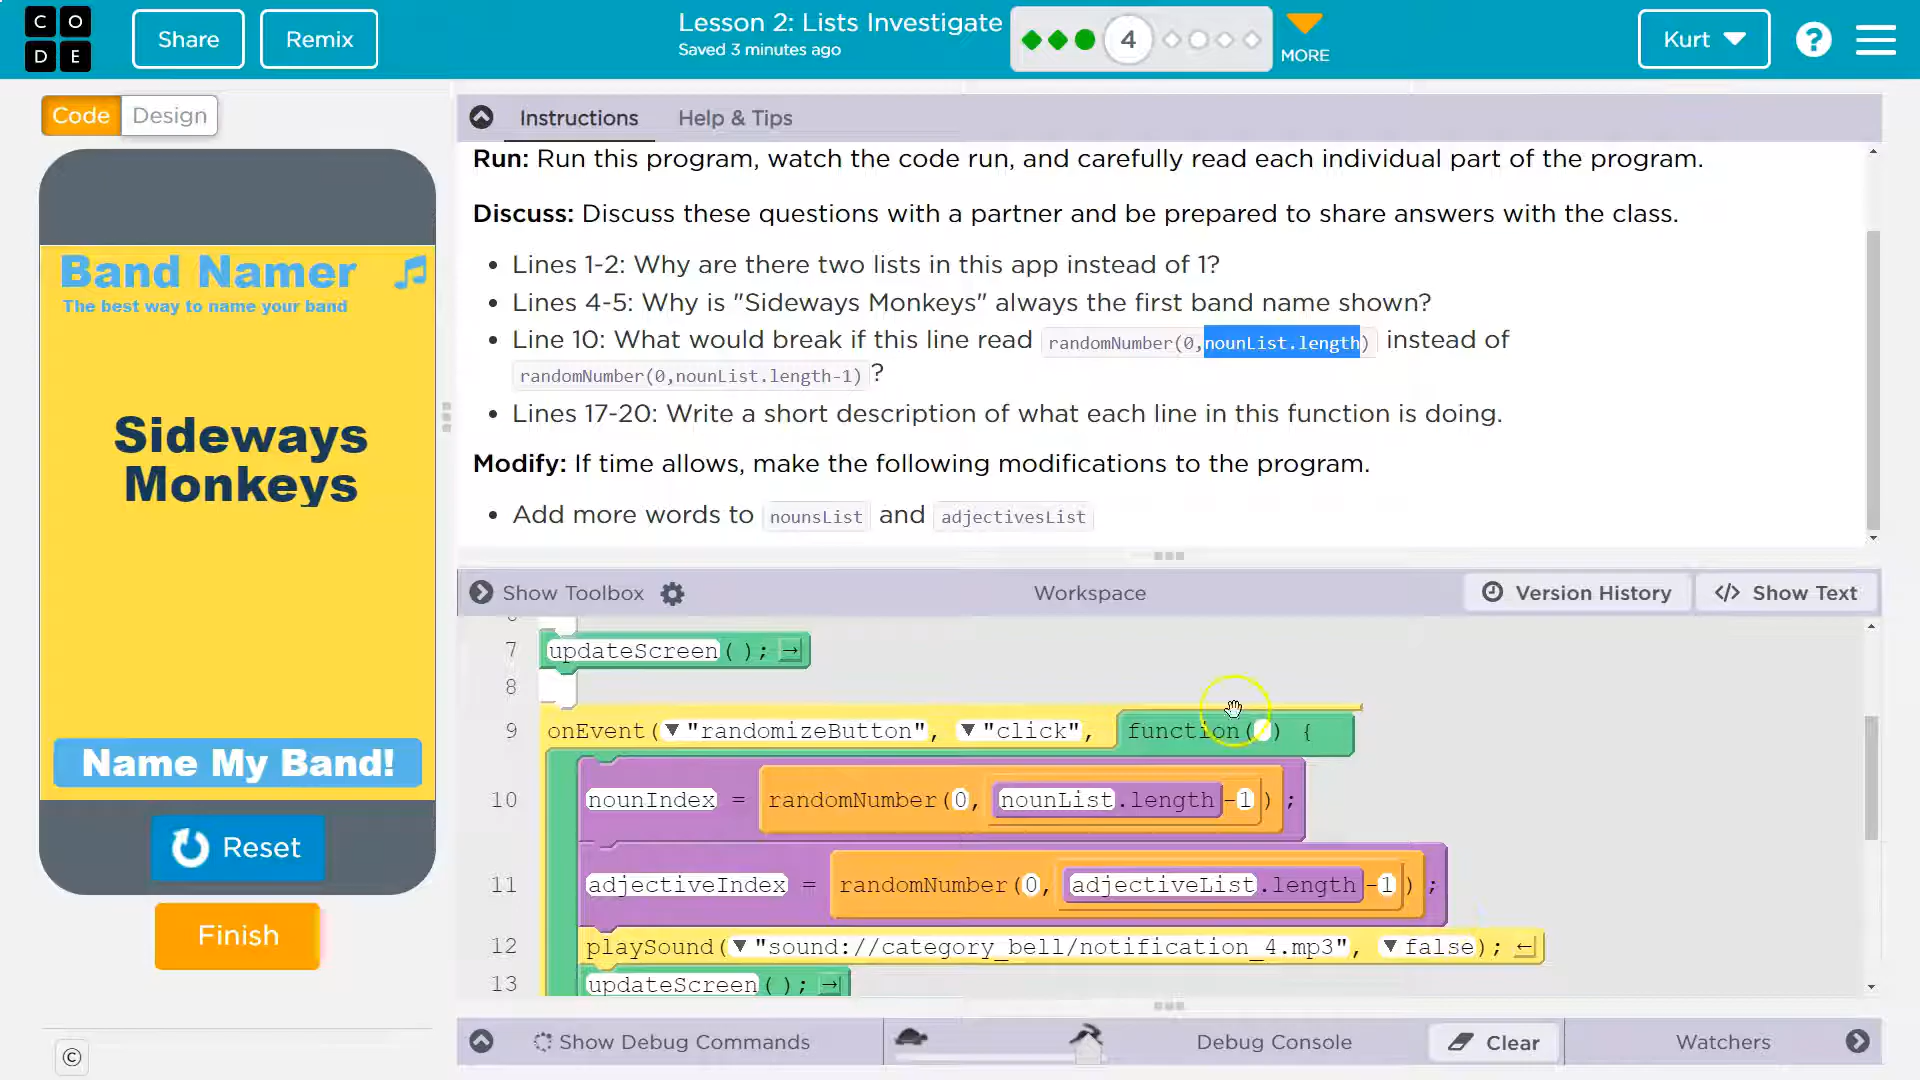 CO
DE
Share
Remix
Lesson 2: Lists Investigate
Saved 3 minutes ago
4
MORE
Kurt
?
Code
Design
Band Namer
The best way to name your band
Sideways
Monkeys
Name My Band!
Reset
Finish
©
Instructions
Help & Tips
Run: Run this program, watch the code run, and carefully read each individual part of the program.
Discuss: Discuss these questions with a partner and be prepared to share answers with the class.
• Lines 1-2: Why are there two lists in this app instead of 1?
• Lines 4-5: Why is "Sideways Monkeys" always the first band name shown?
• Line 10: What would break if this line read randomNumber(0,nounList.length) instead of
randomNumber(0,nounList.length-1) ?
• Lines 17-20: Write a short description of what each line in this function is doing.
Modify: If time allows, make the following modifications to the program.
• Add more words to nounsList and adjectivesList
Show Toolbox
Workspace
Version History
</> Show Text
7 updateScreen();
8
9 onEvent("randomizeButton", "click", function() {
10 nounIndex = randomNumber(0, nounList.length-1);
11 adjectiveIndex = randomNumber(0, adjectiveList.length-1);
12 playSound("sound://category_bell/notification_4.mp3", false);
13 updateScreen();
Show Debug Commands
Debug Console
Clear
Watchers